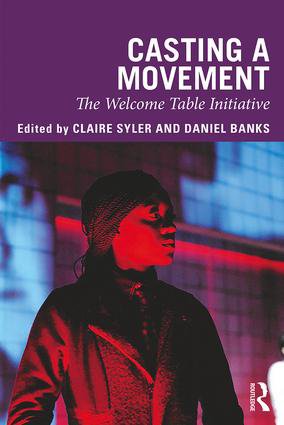 CASTING A
MOVEMENT
The Welcome Table Initiative
Edited by CLAIRE SYLER AND DANIEL BANKS
ROUTLEDGE